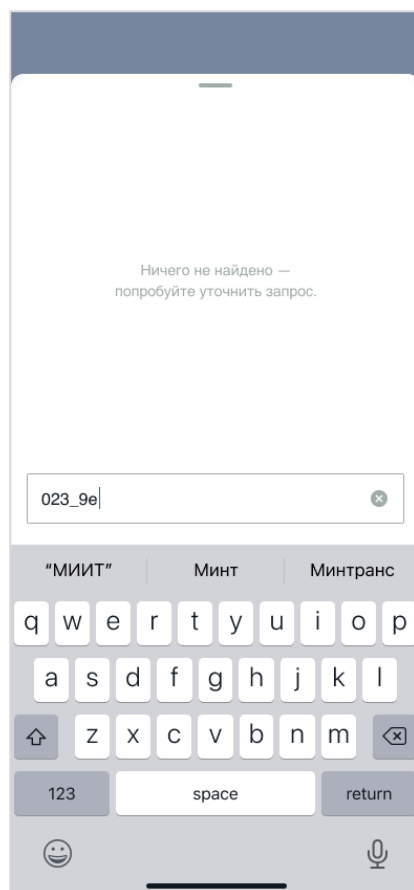 Ничего не найдено —
попробуйте уточнить запрос.
023_9e
“МИИТ” Минт Минтранс
q w e r t y u i o p
a s d f g h j k l
z x c v b n m
123 space return